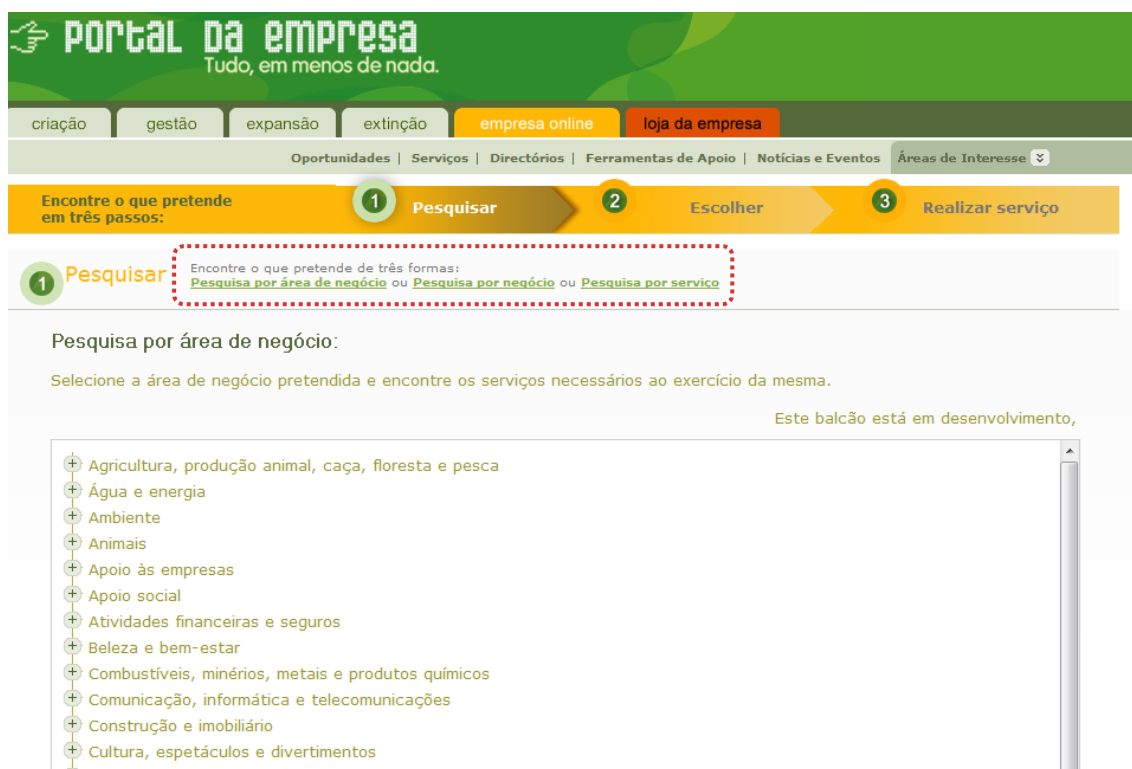 Portal da Empresa
Tudo, em menos de nada.
criação gestão expansão extinção empresa online loja da empresa
Oportunidades | Serviços | Directórios | Ferramentas de Apoio | Notícias e Eventos Áreas de Interesse
Encontre o que pretende
em três passos:
1 Pesquisar 2 Escolher 3 Realizar serviço
1 Pesquisar
Encontre o que pretende de três formas:
Pesquisa por área de negócio ou Pesquisa por negócio ou Pesquisa por serviço
Pesquisa por área de negócio:
Selecione a área de negócio pretendida e encontre os serviços necessários ao exercício da mesma.
Este balcão está em desenvolvimento,
Agricultura, produção animal, caça, floresta e pesca
Água e energia
Ambiente
Animais
Apoio às empresas
Apoio social
Atividades financeiras e seguros
Beleza e bem-estar
Combustíveis, minérios, metais e produtos químicos
Comunicação, informática e telecomunicações
Construção e imobiliário
Cultura, espetáculos e divertimentos